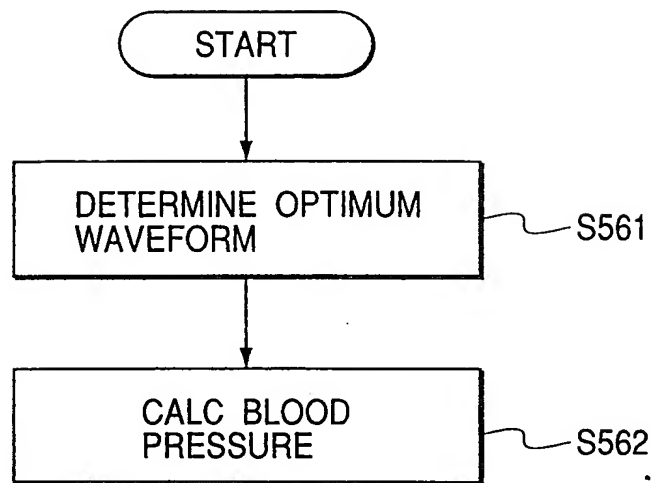 START
DETERMINE OPTIMUM
WAVEFORM
S561
CALC BLOOD
PRESSURE
S562